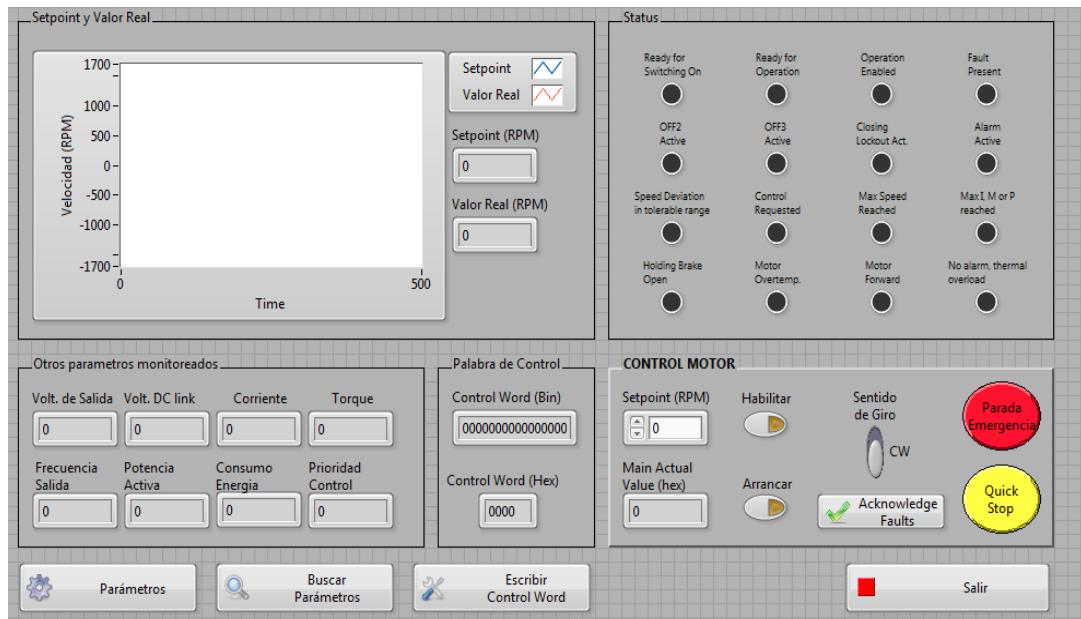 Setpoint y Valor Real
1700
1000
500
0
-500
-1000
-1700
Velocidad (RPM)
0
500
Time
Setpoint
Valor Real
Setpoint (RPM)
0
Valor Real (RPM)
0
Status
Ready for
Switching On
Ready for
Operation
Operation
Enabled
Fault
Present
OFF2
Active
OFF3
Active
Closing
Lockout Act.
Alarm
Active
Speed Deviation
in tolerable range
Control
Requested
Max Speed
Reached
Max I, M or P
reached
Holding Brake
Open
Motor
Overtemp.
Motor
Forward
No alarm, thermal
overload
Otros parametros monitoreados
Volt. de Salida
0
Volt. DC link
0
Corriente
0
Torque
0
Frecuencia
Salida
0
Potencia
Activa
0
Consumo
Energia
0
Prioridad
Control
0
Palabra de Control
Control Word (Bin)
0000000000000000
Control Word (Hex)
0000
CONTROL MOTOR
Setpoint (RPM)
0
Main Actual
Value (hex)
0
Habilitar
Arrancar
Sentido
de Giro
CW
Acknowledge
Faults
Parada
Emergencia
Quick
Stop
Parámetros
Buscar
Parámetros
Escribir
Control Word
Salir